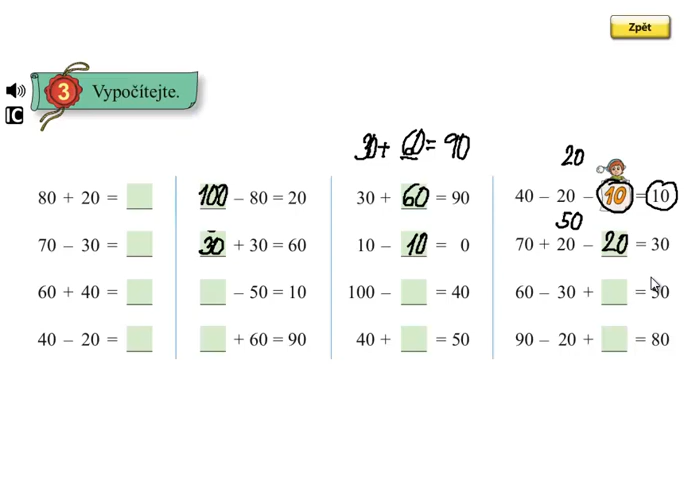 Zpět
3 Vypočítejte.
30 + 60 = 90
20
80 + 20 = 100 – 80 = 20 30 + 60 = 90 40 – 20 – 10 = 10
50
70 – 30 = 30 + 30 = 60 10 – 10 = 0 70 + 20 – 20 = 30
60 + 40 = – 50 = 10 100 – = 40 60 – 30 + = 50
40 – 20 = + 60 = 90 40 + = 50 90 – 20 + = 80